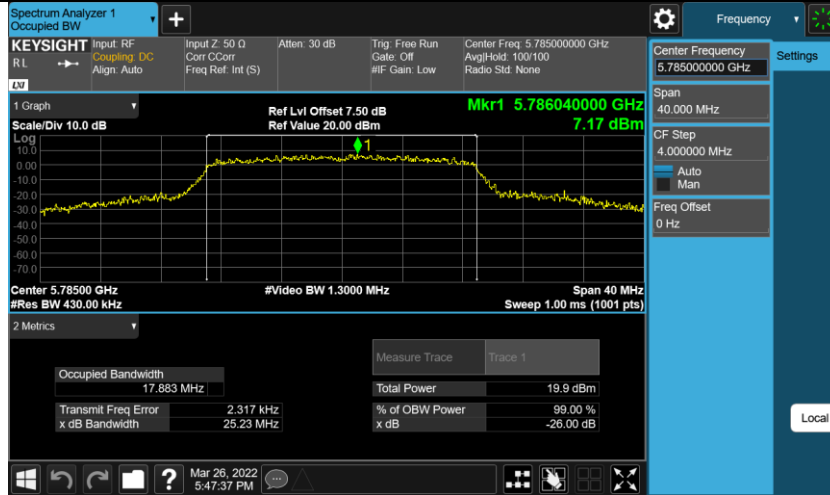 Spectrum Analyzer 1
Occupied BW
+
Frequency
KEYSIGHT
RL
LXI
Input: RF
Coupling: DC
Align: Auto
Input Z: 50 Ω
Corr CCorr
Freq Ref: Int (S)
Atten: 30 dB
Trig: Free Run
Gate: Off
#IF Gain: Low
Center Freq: 5.785000000 GHz
Avg|Hold: 100/100
Radio Std: None
Center Frequency
5.785000000 GHz
Settings
Span
40.000 MHz
CF Step
4.000000 MHz
Auto
Man
Freq Offset
0 Hz
Local
1 Graph
Scale/Div 10.0 dB
Ref Lvl Offset 7.50 dB
Ref Value 20.00 dBm
Mkr1 5.786040000 GHz
7.17 dBm
Log
10.0
0.00
-10.0
-20.0
-30.0
-40.0
-50.0
-60.0
-70.0
1
Center 5.78500 GHz
#Video BW 1.3000 MHz
Span 40 MHz
#Res BW 430.00 kHz
Sweep 1.00 ms (1001 pts)
2 Metrics
Measure Trace Trace 1
Occupied Bandwidth
17.883 MHz
Total Power 19.9 dBm
Transmit Freq Error 2.317 kHz
% of OBW Power 99.00 %
x dB Bandwidth 25.23 MHz
x dB -26.00 dB
?
Mar 26, 2022
5:47:37 PM